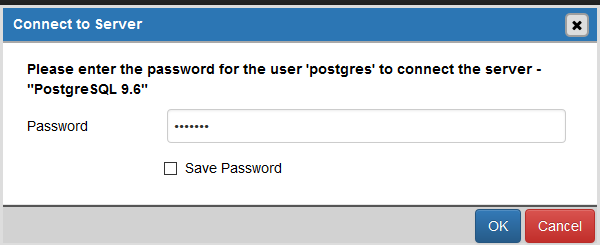 Connect to Server
Please enter the password for the user 'postgres' to connect the server -
"PostgreSQL 9.6"
Password •••••••
Save Password
OK Cancel